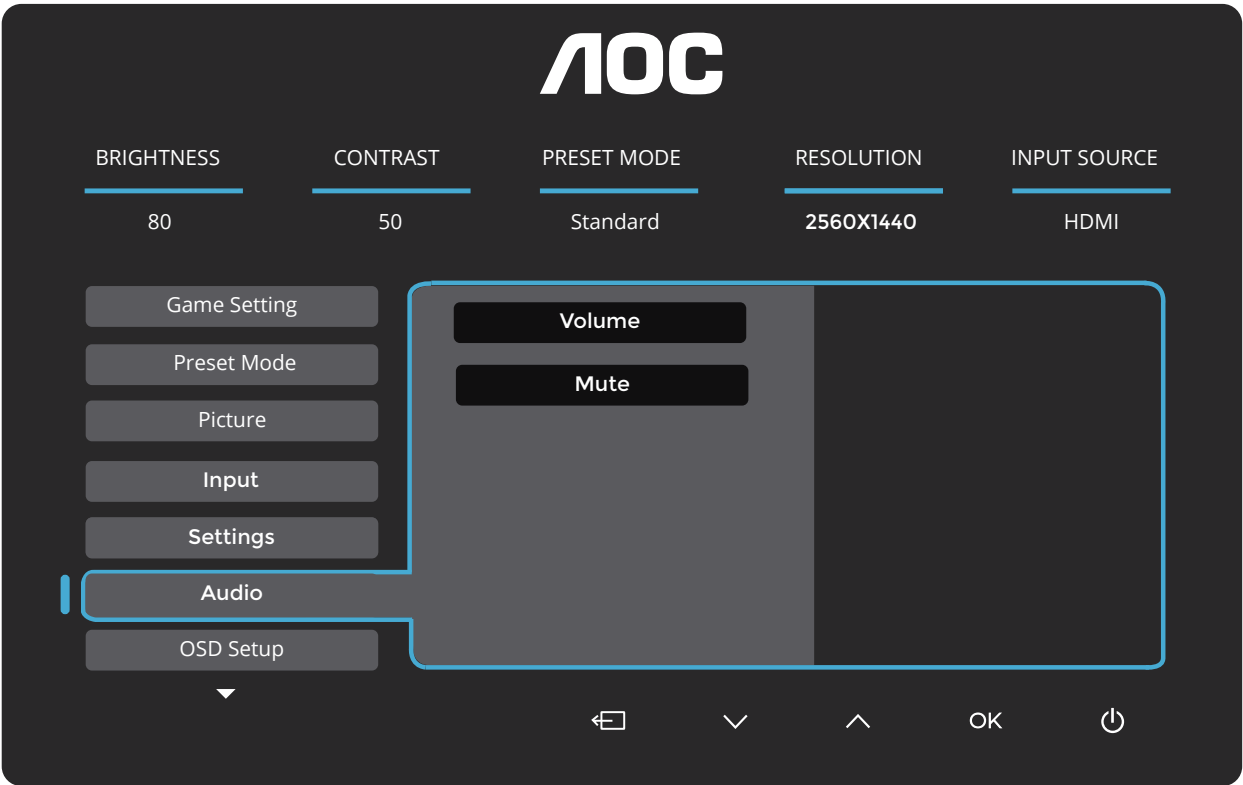 AOC
BRIGHTNESS CONTRAST PRESET MODE RESOLUTION INPUT SOURCE
80 50 Standard 2560X1440 HDMI
Game Setting
Volume
Preset Mode
Mute
Picture
Input
Settings
Audio
OSD Setup
OK